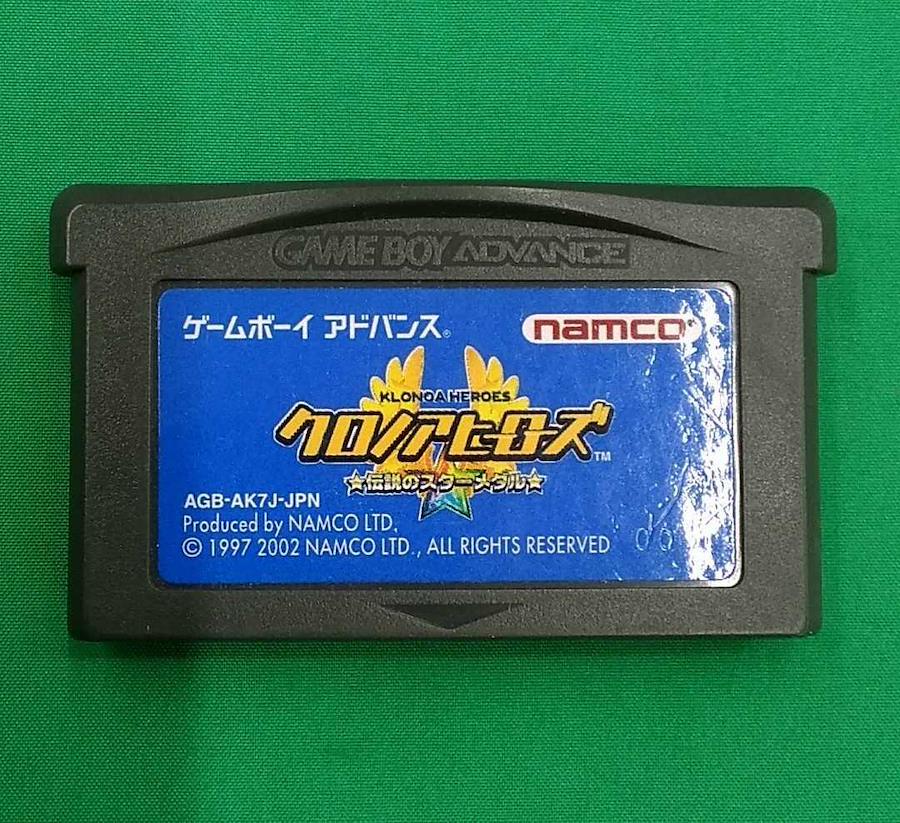 GAME BOY ADVANCE
ゲームボーイ アドバンス®
namco®
KLONOA HEROES
クロノアヒーローズ™
☆伝説のスターメダル☆
AGB-AK7J-JPN
Produced by NAMCO LTD.
© 1997 2002 NAMCO LTD., ALL RIGHTS RESERVED